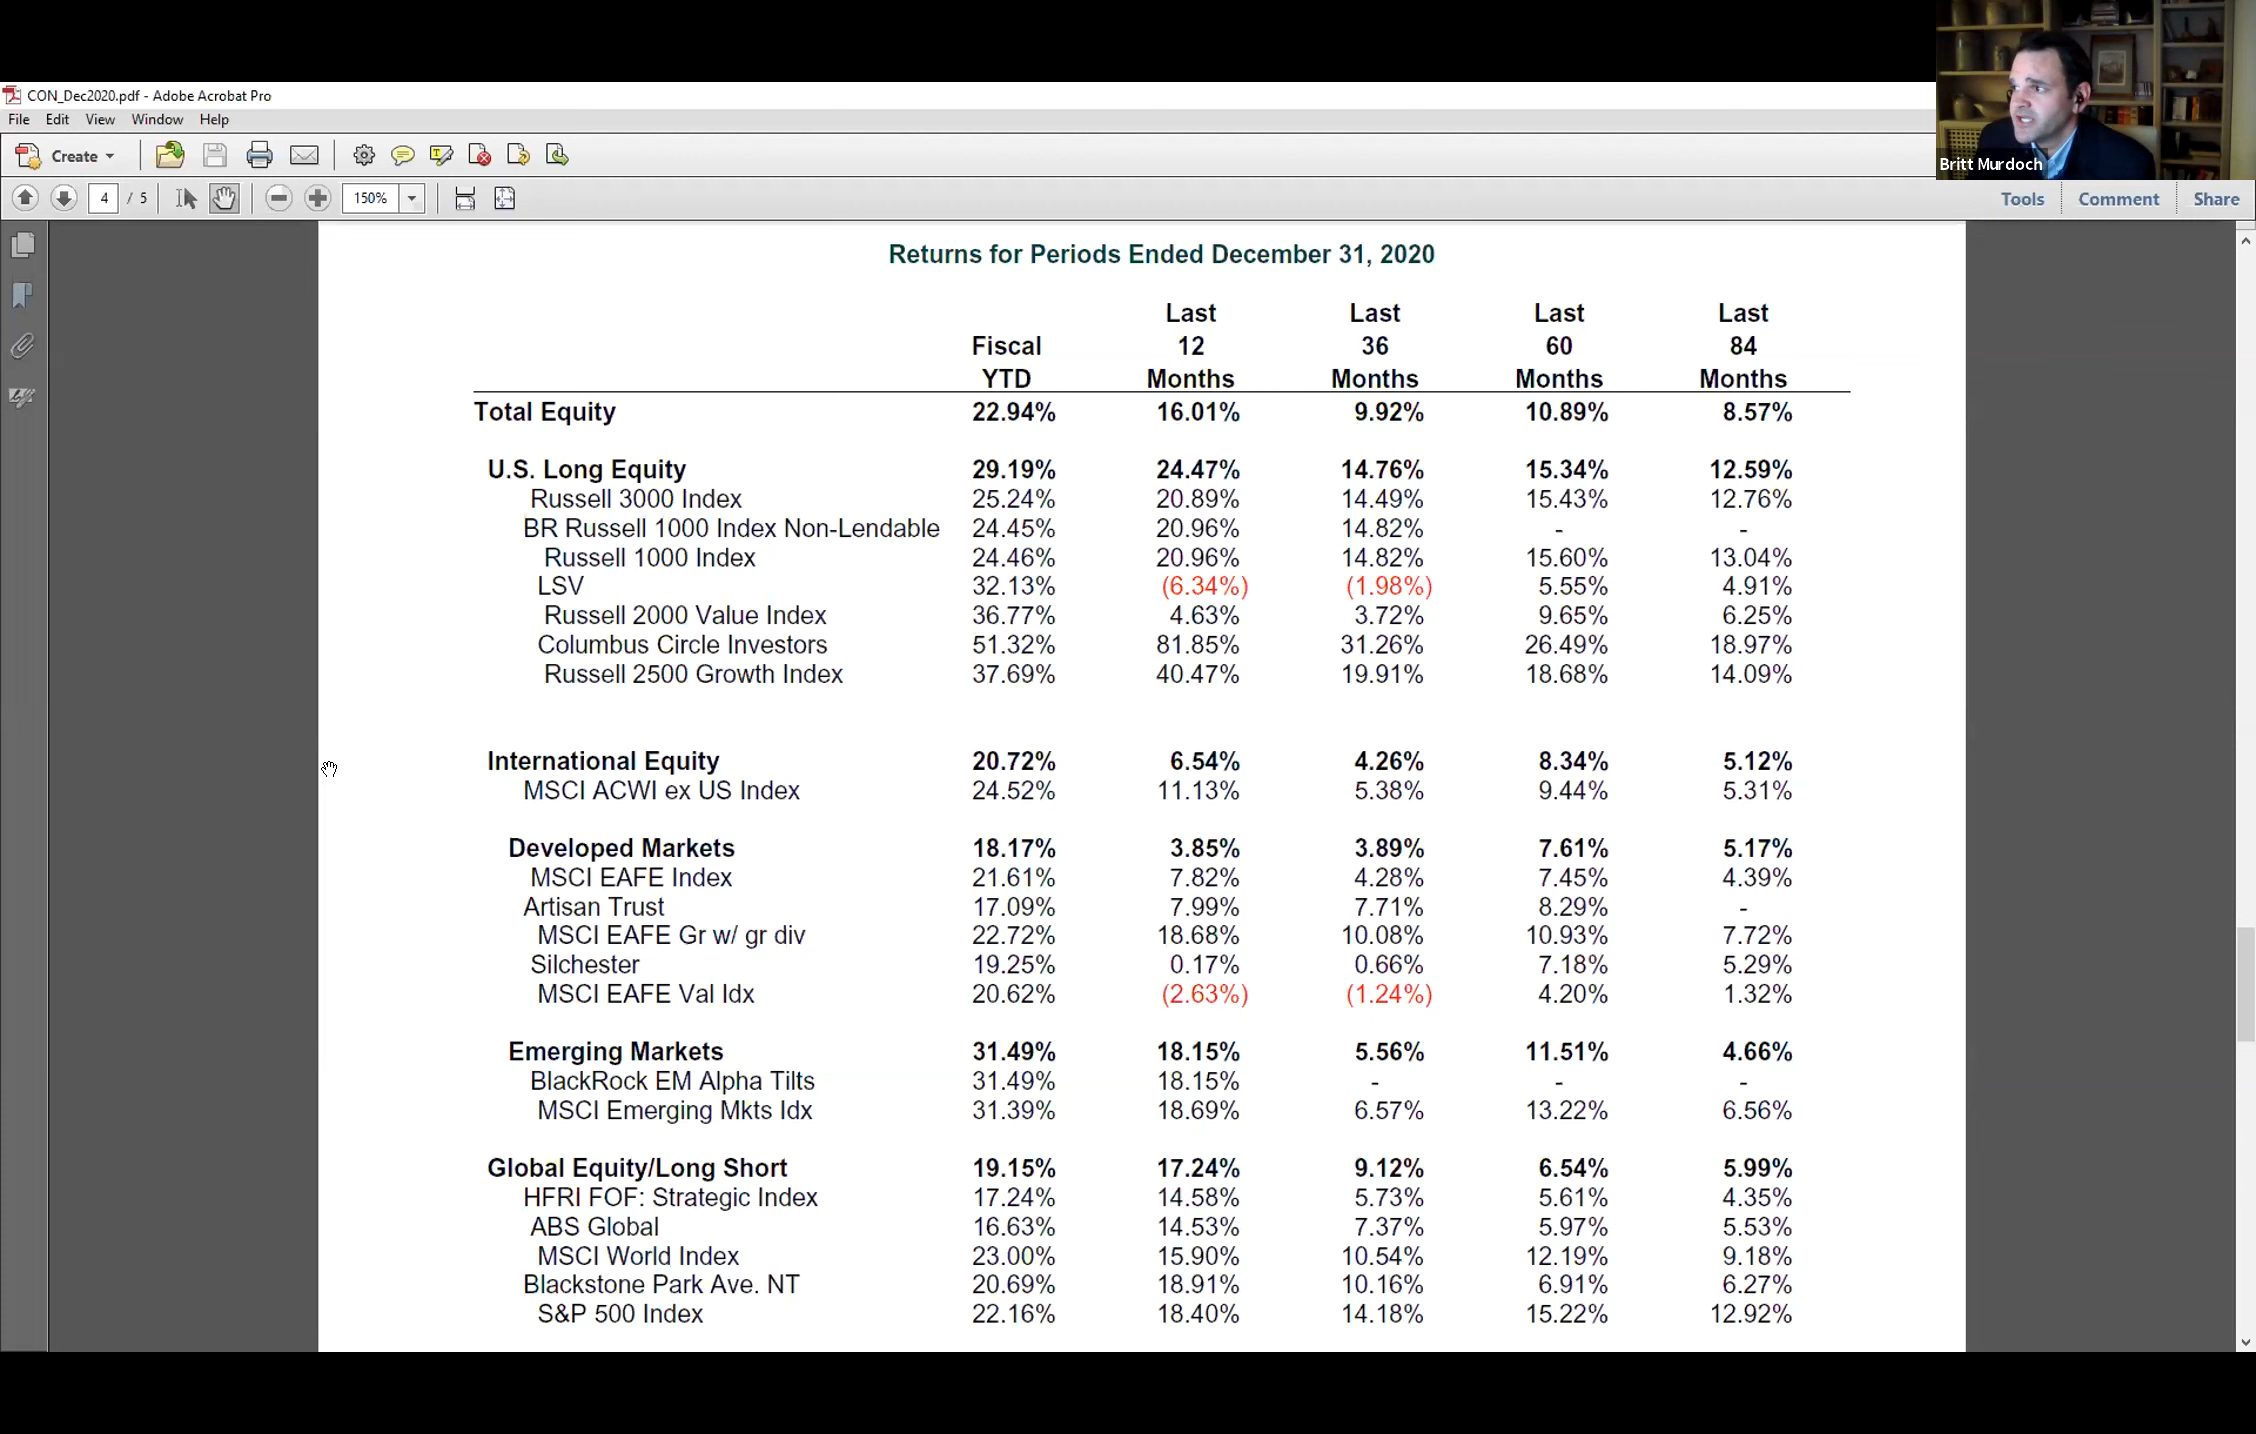 CON_Dec2020.pdf - Adobe Acrobat Pro
File Edit View Window Help
Create
Britt Murdoch
4 / 5 150% Tools Comment Share
Returns for Periods Ended December 31, 2020
Last Last Last Last
Fiscal 12 36 60 84
YTD Months Months Months Months
Total Equity 22.94% 16.01% 9.92% 10.89% 8.57%
U.S. Long Equity 29.19% 24.47% 14.76% 15.34% 12.59%
Russell 3000 Index 25.24% 20.89% 14.49% 15.43% 12.76%
BR Russell 1000 Index Non-Lendable 24.45% 20.96% 14.82% - -
Russell 1000 Index 24.46% 20.96% 14.82% 15.60% 13.04%
LSV 32.13% (6.34%) (1.98%) 5.55% 4.91%
Russell 2000 Value Index 36.77% 4.63% 3.72% 9.65% 6.25%
Columbus Circle Investors 51.32% 81.85% 31.26% 26.49% 18.97%
Russell 2500 Growth Index 37.69% 40.47% 19.91% 18.68% 14.09%
International Equity 20.72% 6.54% 4.26% 8.34% 5.12%
MSCI ACWI ex US Index 24.52% 11.13% 5.38% 9.44% 5.31%
Developed Markets 18.17% 3.85% 3.89% 7.61% 5.17%
MSCI EAFE Index 21.61% 7.82% 4.28% 7.45% 4.39%
Artisan Trust 17.09% 7.99% 7.71% 8.29% -
MSCI EAFE Gr w/ gr div 22.72% 18.68% 10.08% 10.93% 7.72%
Silchester 19.25% 0.17% 0.66% 7.18% 5.29%
MSCI EAFE Val Idx 20.62% (2.63%) (1.24%) 4.20% 1.32%
Emerging Markets 31.49% 18.15% 5.56% 11.51% 4.66%
BlackRock EM Alpha Tilts 31.49% 18.15% - - -
MSCI Emerging Mkts Idx 31.39% 18.69% 6.57% 13.22% 6.56%
Global Equity/Long Short 19.15% 17.24% 9.12% 6.54% 5.99%
HFRI FOF: Strategic Index 17.24% 14.58% 5.73% 5.61% 4.35%
ABS Global 16.63% 14.53% 7.37% 5.97% 5.53%
MSCI World Index 23.00% 15.90% 10.54% 12.19% 9.18%
Blackstone Park Ave. NT 20.69% 18.91% 10.16% 6.91% 6.27%
S&P 500 Index 22.16% 18.40% 14.18% 15.22% 12.92%